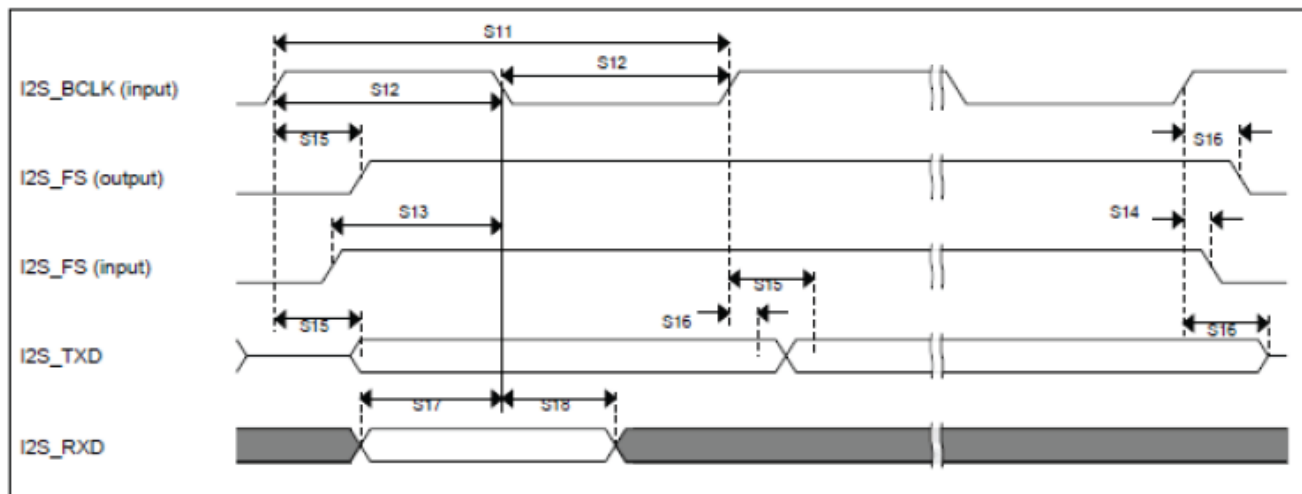 S11
S12
I2S_BCLK (input)
S12
S15
S16
I2S_FS (output)
S13
S14
I2S_FS (input)
S15
S16
S15
S16
I2S_TXD
S17
S18
I2S_RXD